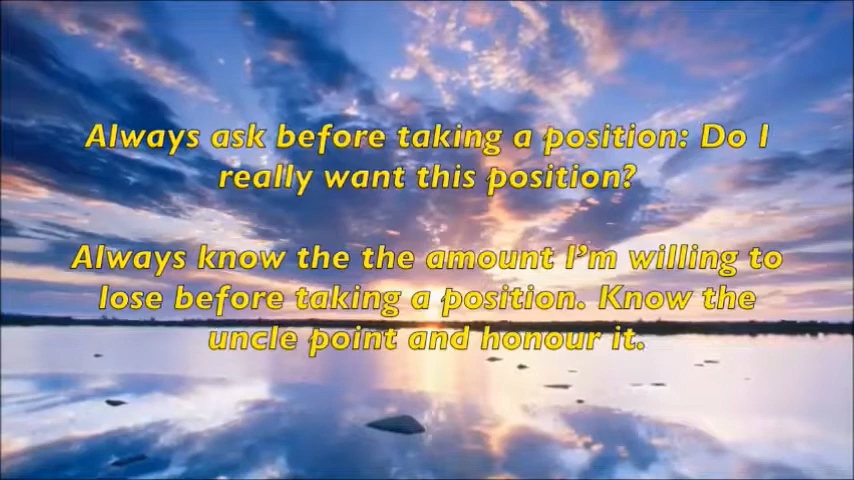 Always ask before taking a position: Do I
really want this position?
Always know the the amount I'm willing to
lose before taking a position. Know the
uncle point and honour it.